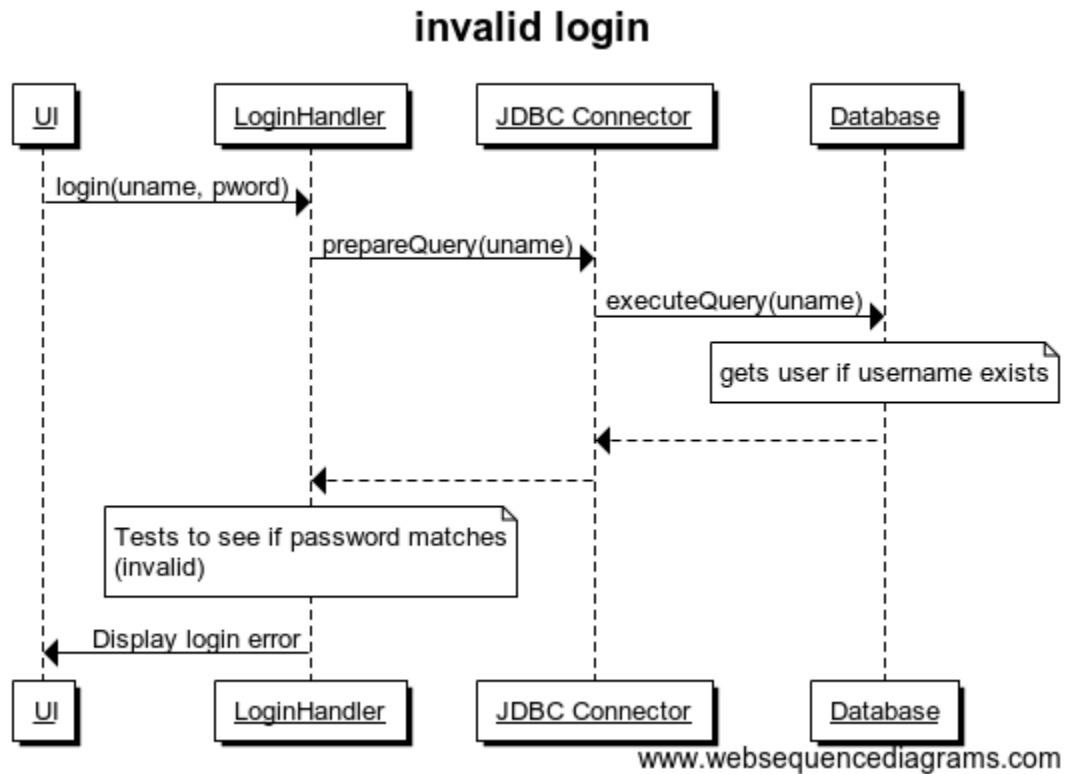 invalid login
UI
LoginHandler
JDBC Connector
Database
login(uname, pword)
prepareQuery(uname)
executeQuery(uname)
gets user if username exists
Tests to see if password matches
(invalid)
Display login error
UI
LoginHandler
JDBC Connector
Database
www.websequencediagrams.com